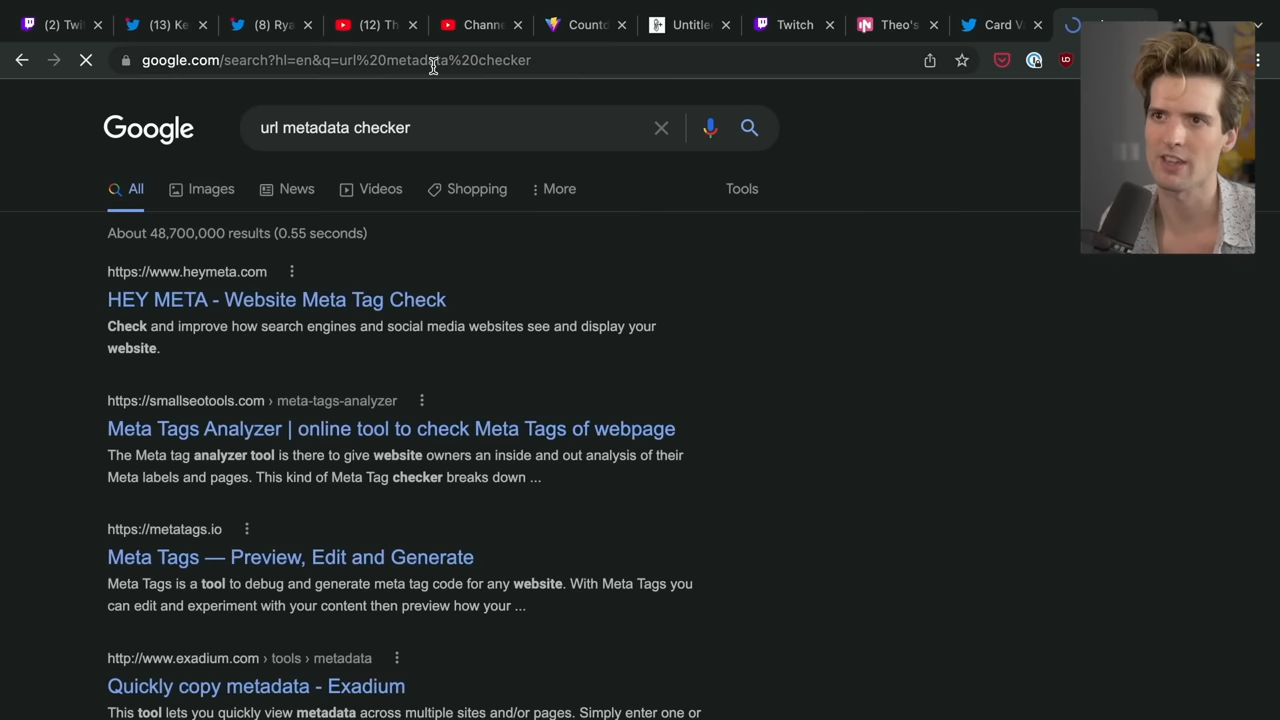 (2) Twi
(13) Ke
(8) Rya
(12) Th
Chann
Count
Untitle
Twitch
Theo's
Card V
google.com/search?hl=en&q=url%20metadata%20checker
UD
Google
url metadata checker
All
Images
News
Videos
Shopping
More
Tools
About 48,700,000 results (0.55 seconds)
https://www.heymeta.com
HEY META - Website Meta Tag Check
Check and improve how search engines and social media websites see and display your
website.
https://smallseotools.com › meta-tags-analyzer
Meta Tags Analyzer | online tool to check Meta Tags of webpage
The Meta tag analyzer tool is there to give website owners an inside and out analysis of their
Meta labels and pages. This kind of Meta Tag checker breaks down ...
https://metatags.io
Meta Tags — Preview, Edit and Generate
Meta Tags is a tool to debug and generate meta tag code for any website. With Meta Tags you
can edit and experiment with your content then preview how your ...
http://www.exadium.com › tools › metadata
Quickly copy metadata - Exadium
This tool lets you quickly view metadata across multiple sites and/or pages. Simply enter one or